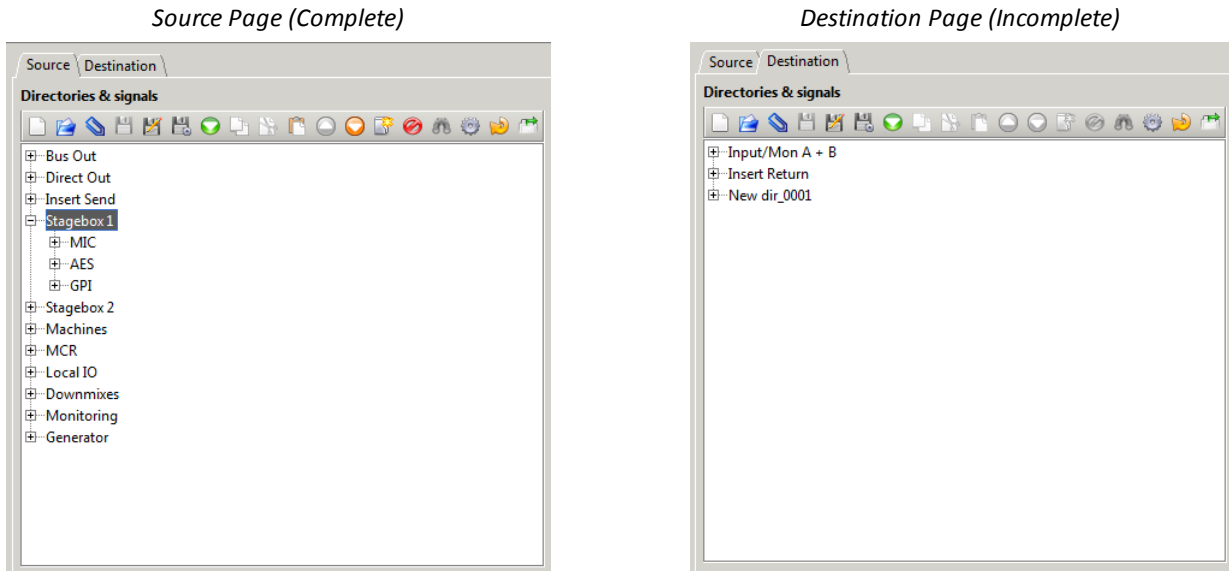 Source Page (Complete)
Source Destination
Directories & signals
Bus Out
Direct Out
Insert Send
Stagebox 1
MIC
AES
GPI
Stagebox 2
Machines
MCR
Local IO
Downmixes
Monitoring
Generator
Destination Page (Incomplete)
Source Destination
Directories & signals
Input/Mon A + B
Insert Return
New dir_0001